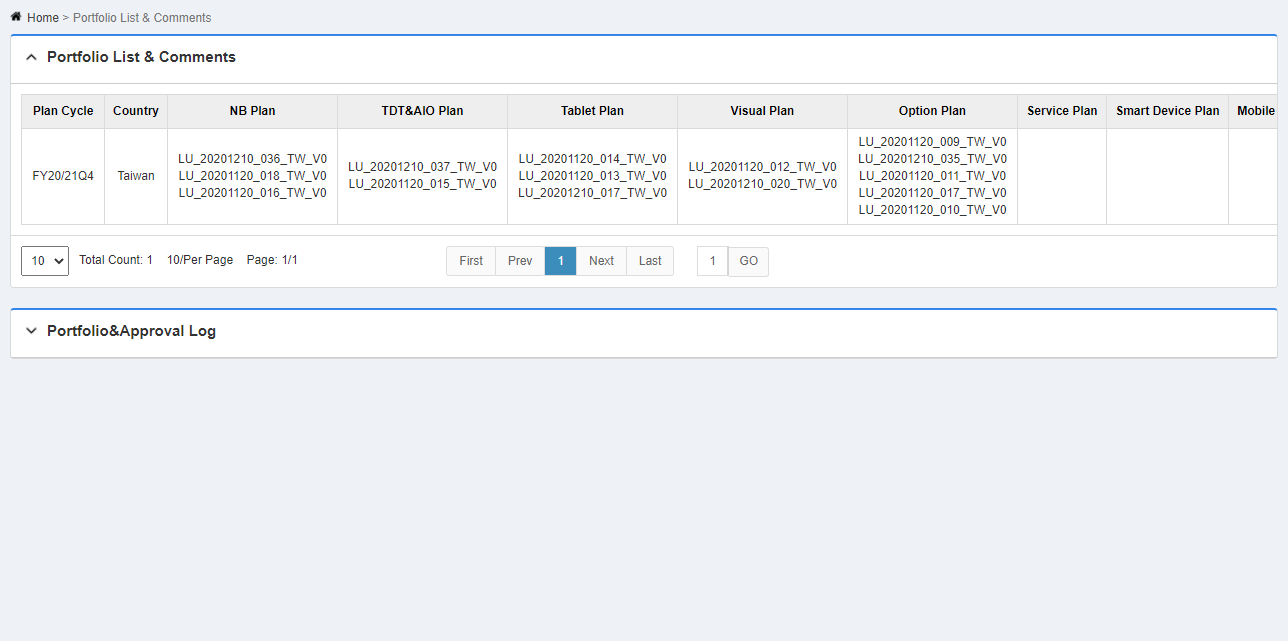 Home > Portfolio List & Comments
Portfolio List & Comments
Plan Cycle Country NB Plan TDT&AIO Plan Tablet Plan Visual Plan Option Plan Service Plan Smart Device Plan Mobile
FY20/21Q4
Taiwan
LU_20201210_036_TW_V0
LU_20201120_018_TW_V0
LU_20201120_016_TW_V0
LU_20201210_037_TW_V0
LU_20201120_015_TW_V0
LU_20201120_014_TW_V0
LU_20201120_013_TW_V0
LU_20201210_017_TW_V0
LU_20201120_012_TW_V0
LU_20201210_020_TW_V0
LU_20201120_009_TW_V0
LU_20201210_035_TW_V0
LU_20201120_011_TW_V0
LU_20201120_017_TW_V0
LU_20201120_010_TW_V0
10 Total Count: 1 10/Per Page Page: 1/1 First Prev 1 Next Last 1 GO
Portfolio&Approval Log